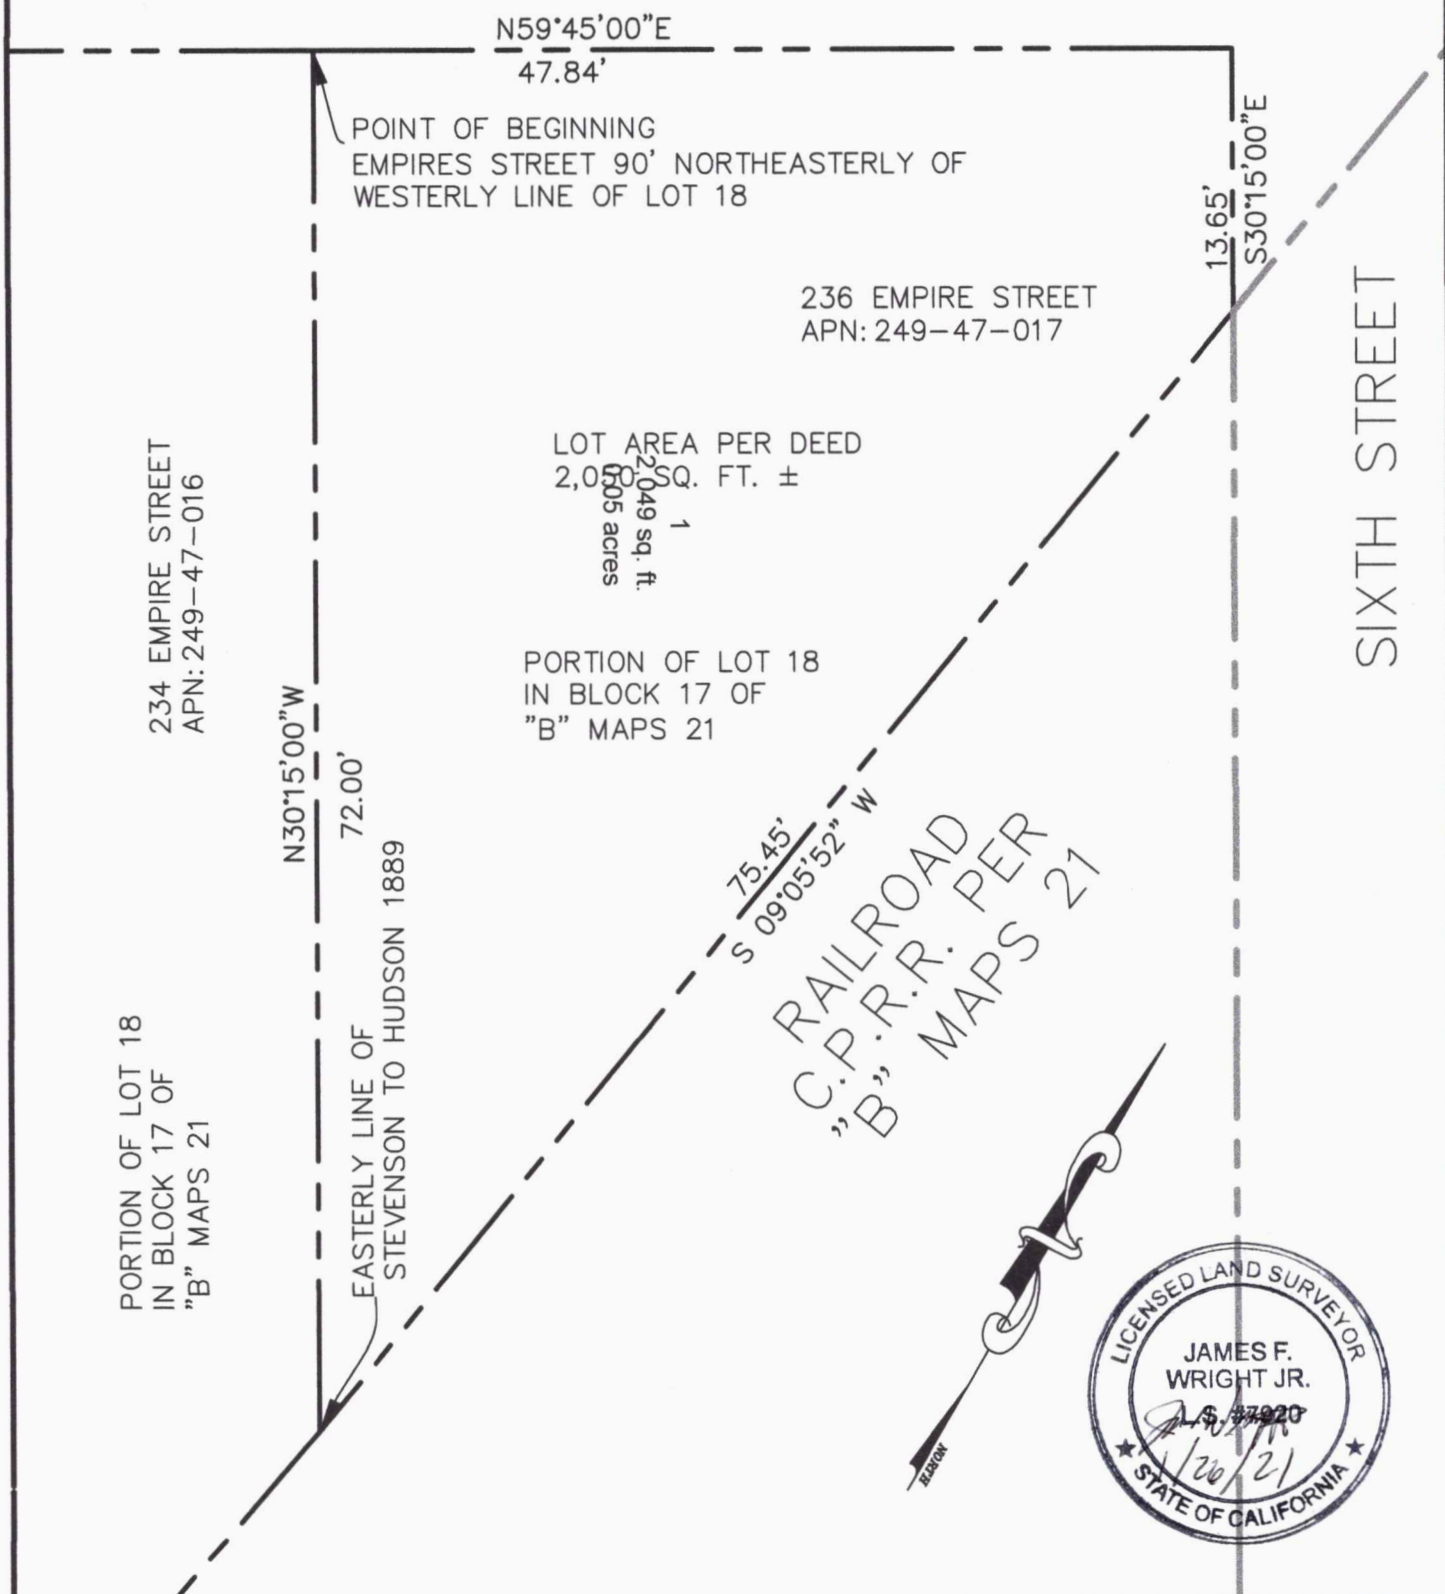 N59°45'00"E
47.84'
POINT OF BEGINNING
EMPIRES STREET 90' NORTHEASTERLY OF
WESTERLY LINE OF LOT 18
13.65'
S30°15'00"E
236 EMPIRE STREET
APN: 249-47-017
SIXTH STREET
LOT AREA PER DEED
2,050 SQ. FT. ±
1
2,049 sq. ft.
0.05 acres
234 EMPIRE STREET
APN: 249-47-016
PORTION OF LOT 18
IN BLOCK 17 OF
"B" MAPS 21
N30°15'00"W
72.00'
75.45'
S 09°05'52" W
RAILROAD
C.P.R.R. PER
"B" MAPS 21
EASTERLY LINE OF
STEVENSON TO HUDSON 1889
PORTION OF LOT 18
IN BLOCK 17 OF
"B" MAPS 21
NORTH
LICENSED LAND SURVEYOR
JAMES F.
WRIGHT JR.
L.S. #7820
1/26/21
STATE OF CALIFORNIA